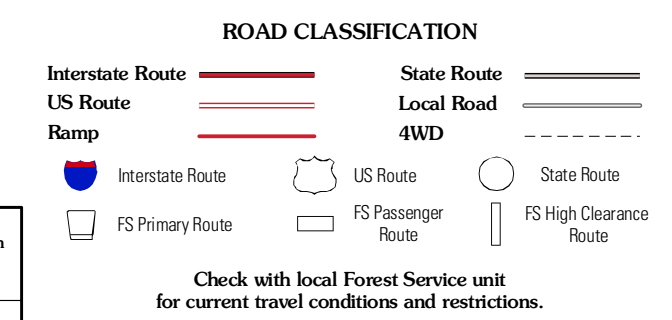 ROAD CLASSIFICATION
Interstate Route
State Route
US Route
Local Road
Ramp
4WD
Interstate Route
US Route
State Route
FS Primary Route
FS Passenger
Route
FS High Clearance
Route
Check with local Forest Service unit
for current travel conditions and restrictions.